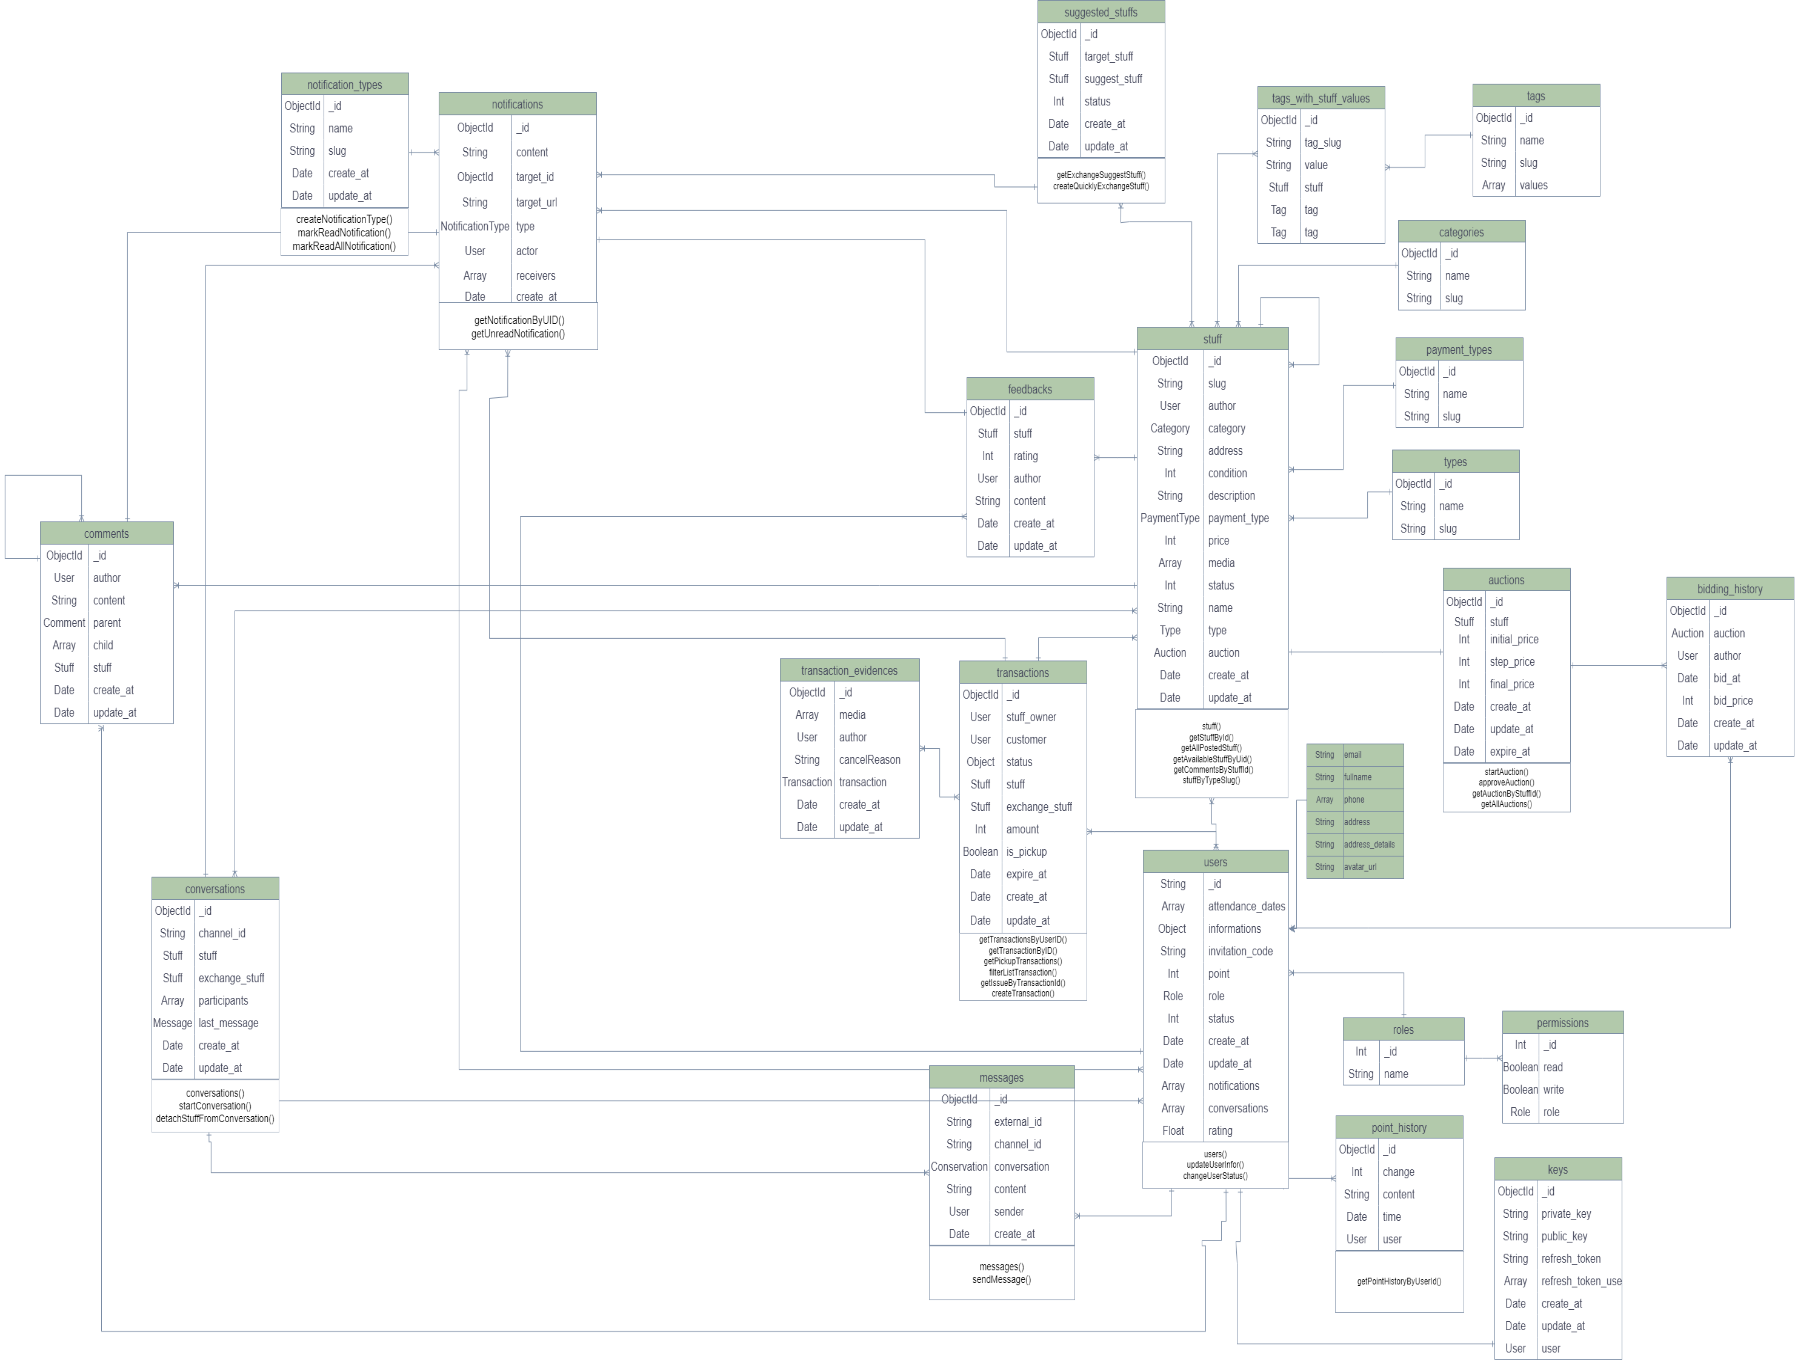 suggested_stuffs
ObjectId _id
Stuff target_stuff
Stuff suggest_stuff
Int status
Date create_at
Date update_at
getExchangeSuggestStuff()
createQuicklyExchangeStuff()
notification_types
ObjectId _id
String name
String slug
Date create_at
Date update_at
createNotificationType()
markReadNotification()
markReadAllNotification()
notifications
ObjectId _id
String content
ObjectId target_id
String target_url
NotificationType type
User actor
Array receivers
Date create_at
getNotificationByUID()
getUnreadNotification()
tags_with_stuff_values
ObjectId _id
String tag_slug
String value
Stuff stuff
Tag tag
Tag tag
tags
ObjectId _id
String name
String slug
Array values
categories
ObjectId _id
String name
String slug
payment_types
ObjectId _id
String name
String slug
types
ObjectId _id
String name
String slug
stuff
ObjectId _id
String slug
User author
Category category
String address
Int condition
String description
PaymentType payment_type
Int price
Array media
Int status
String name
Type type
Auction auction
Date create_at
Date update_at
stuff()
getStuffById()
getAllPostedStuff()
getAvailableStuffByUid()
getCommentsByStuffId()
stuffByTypeSlug()
feedbacks
ObjectId _id
Stuff stuff
Int rating
User author
String content
Date create_at
Date update_at
comments
ObjectId _id
User author
String content
Comment parent
Array child
Stuff stuff
Date create_at
Date update_at
auctions
ObjectId _id
Stuff stuff
Int initial_price
Int step_price
Int final_price
Date create_at
Date update_at
Date expire_at
startAuction()
approveAuction()
getAuctionByStuffId()
getAllAuctions()
bidding_history
ObjectId _id
Auction auction
User author
Date bid_at
Int bid_price
Date create_at
Date update_at
transaction_evidences
ObjectId _id
Array media
User author
String cancelReason
Transaction transaction
Date create_at
Date update_at
transactions
ObjectId _id
User stuff_owner
User customer
Object status
Stuff stuff
Stuff exchange_stuff
Int amount
Boolean is_pickup
Date expire_at
Date create_at
Date update_at
getTransactionsByUserID()
getTransactionByID()
getPickupTransactions()
filterListTransaction()
getIssueByTransactionId()
createTransaction()
String email
String fullname
Array phone
String address
String address_details
String avatar_url
users
String _id
Array attendance_dates
Object informations
String invitation_code
Int point
Role role
Int status
Date create_at
Date update_at
Array notifications
Array conversations
Float rating
users()
updateUserInfor()
changeUserStatus()
conversations
ObjectId _id
String channel_id
Stuff stuff
Stuff exchange_stuff
Array participants
Message last_message
Date create_at
Date update_at
conversations()
startConversation()
detachStuffFromConversation()
messages
ObjectId _id
String external_id
String channel_id
Conservation conversation
String content
User sender
Date create_at
messages()
sendMessage()
roles
Int _id
String name
permissions
Int _id
Boolean read
Boolean write
Role role
point_history
ObjectId _id
Int change
String content
Date time
User user
getPointHistoryByUserId()
keys
ObjectId _id
String private_key
String public_key
String refresh_token
Array refresh_token_use
Date create_at
Date update_at
User user